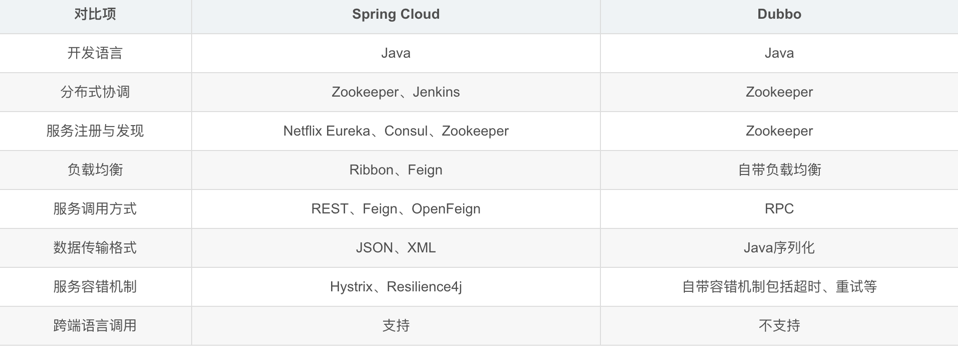 对比项 Spring Cloud Dubbo
开发语言 Java Java
分布式协调 Zookeeper、Jenkins Zookeeper
服务注册与发现 Netflix Eureka、Consul、Zookeeper Zookeeper
负载均衡 Ribbon、Feign 自带负载均衡
服务调用方式 REST、Feign、OpenFeign RPC
数据传输格式 JSON、XML Java序列化
服务容错机制 Hystrix、Resilience4j 自带容错机制包括超时、重试等
跨端语言调用 支持 不支持